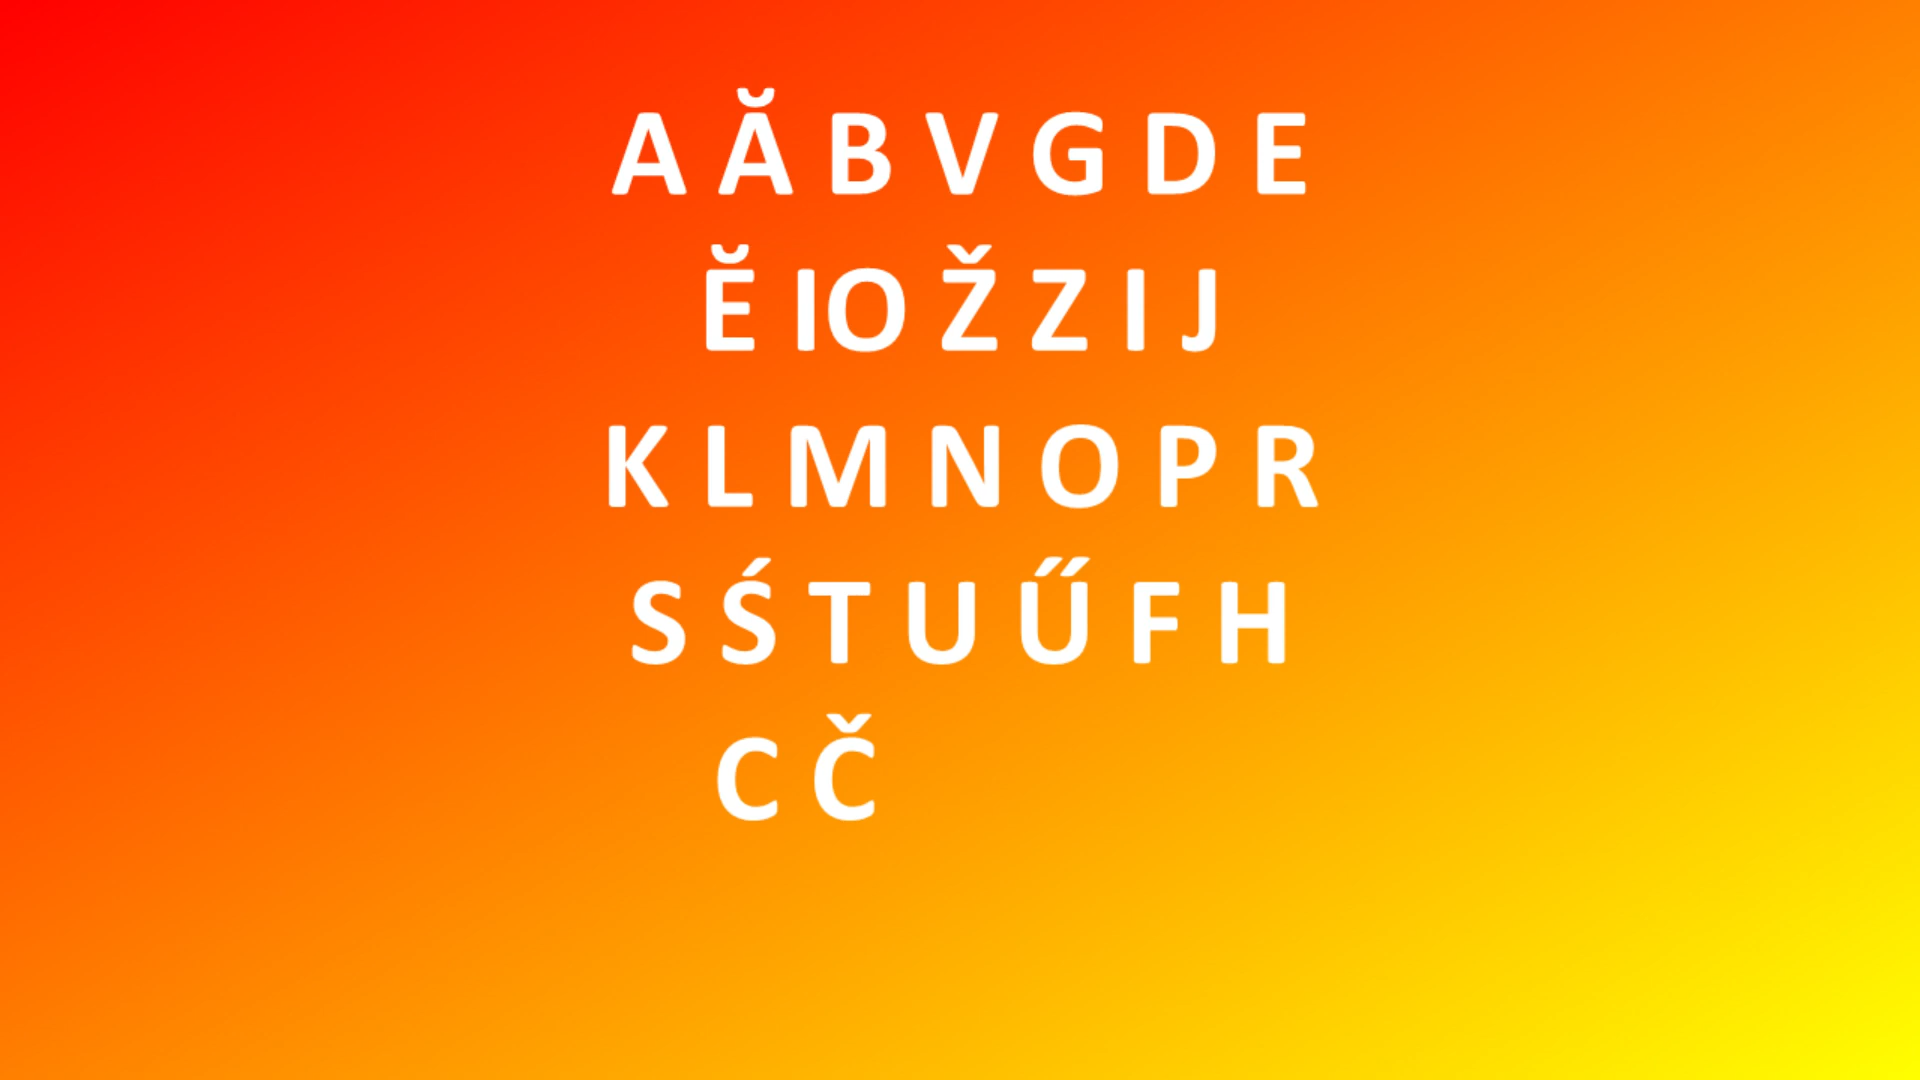 A Ă B V G D E
Ĕ IO Ž Z I J
K L M N O P R
S Ś T U Ű F H
C Č